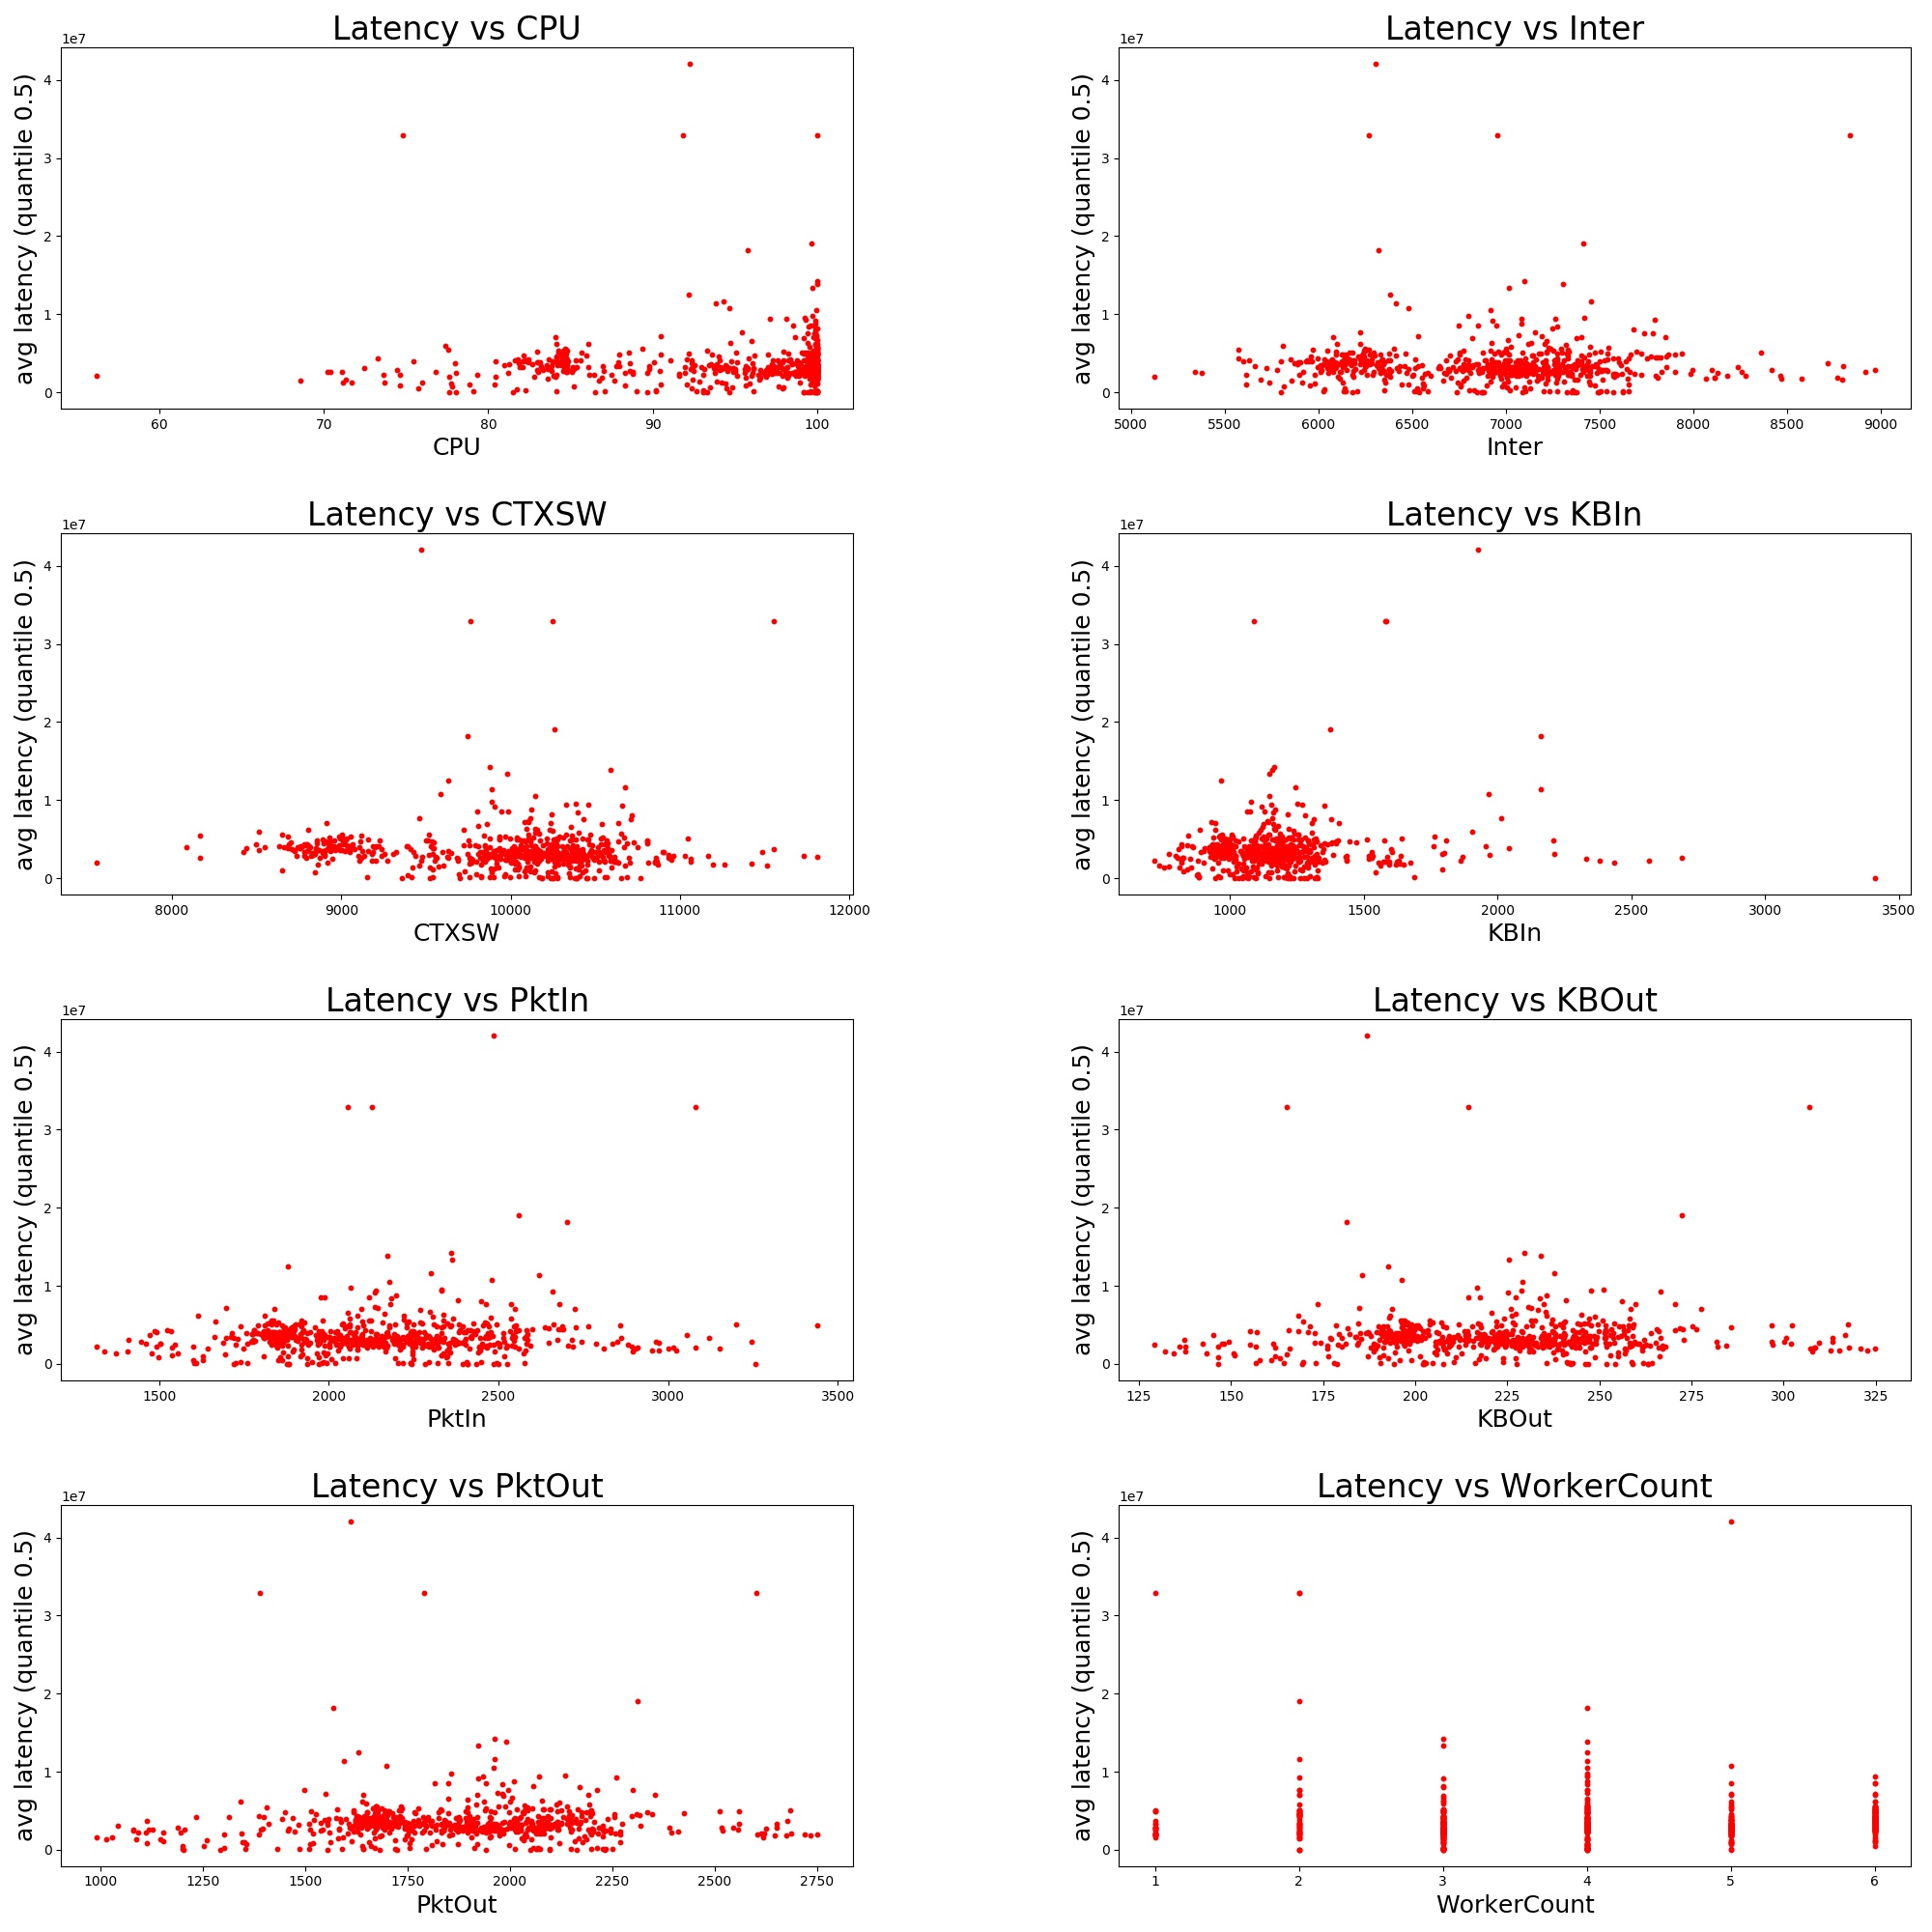 Latency vs CPU
1e7
avg latency (quantile 0.5)
4
3
2
1
0
60 70 80 90 100
CPU
Latency vs Inter
1e7
avg latency (quantile 0.5)
4
3
2
1
0
5000 5500 6000 6500 7000 7500 8000 8500 9000
Inter
Latency vs CTXSW
1e7
avg latency (quantile 0.5)
4
3
2
1
0
8000 9000 10000 11000 12000
CTXSW
Latency vs KBIn
1e7
avg latency (quantile 0.5)
4
3
2
1
0
1000 1500 2000 2500 3000 3500
KBIn
Latency vs PktIn
1e7
avg latency (quantile 0.5)
4
3
2
1
0
1500 2000 2500 3000 3500
PktIn
Latency vs KBOut
1e7
avg latency (quantile 0.5)
4
3
2
1
0
125 150 175 200 225 250 275 300 325
KBOut
Latency vs PktOut
1e7
avg latency (quantile 0.5)
4
3
2
1
0
1000 1250 1500 1750 2000 2250 2500 2750
PktOut
Latency vs WorkerCount
1e7
avg latency (quantile 0.5)
4
3
2
1
0
1 2 3 4 5 6
WorkerCount